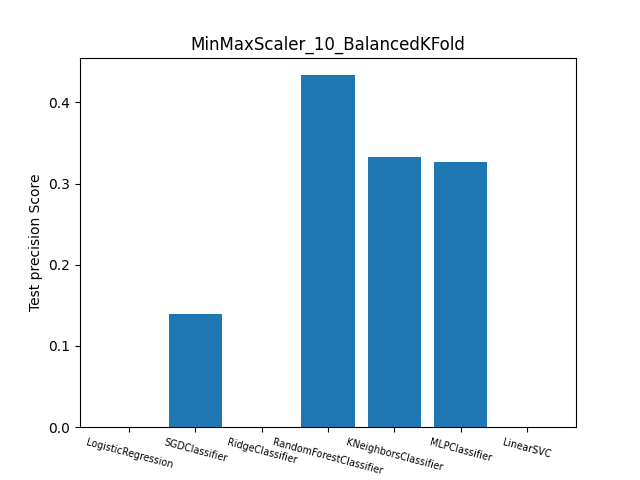 MinMaxScaler_10_BalancedKFold
Test precision Score
0.4
0.3
0.2
0.1
0.0
LogisticRegression
SGDClassifier
RidgeClassifier
RandomForestClassifier
KNeighborsClassifier
MLPClassifier
LinearSVC